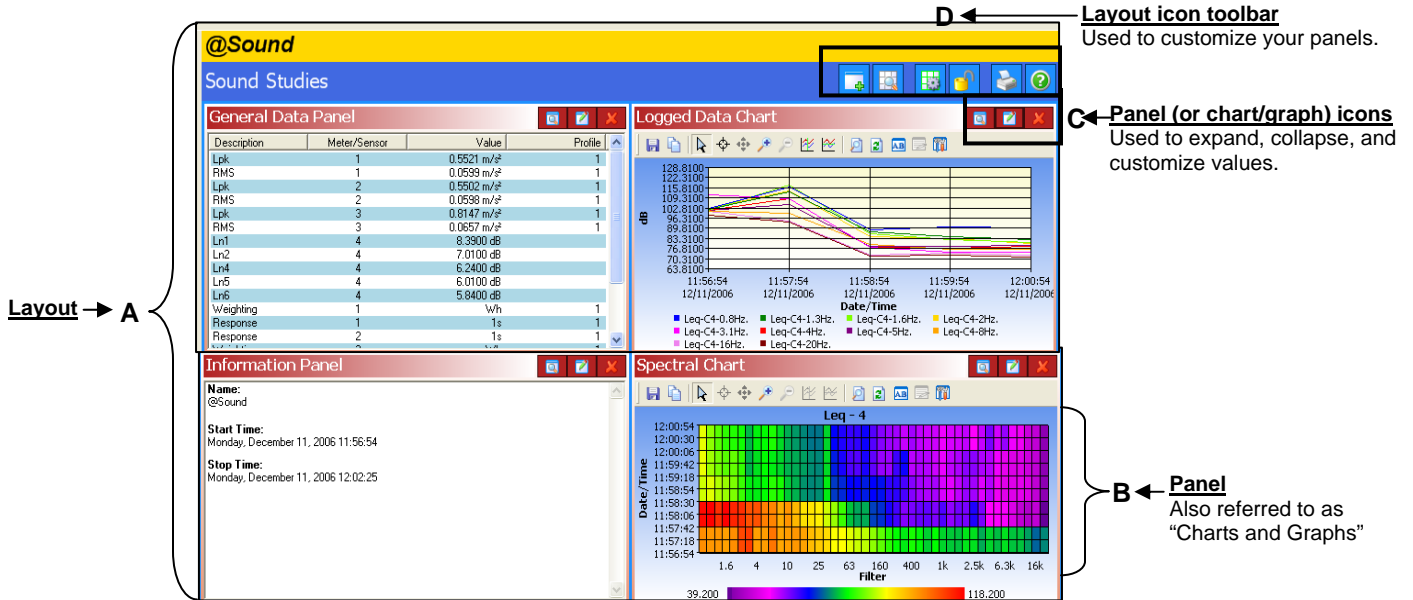 D
Layout icon toolbar
Used to customize your panels.
@Sound
Sound Studies
General Data Panel
Description Meter/Sensor Value Profile
Lpk 1 0.5521 m/s² 1
RMS 1 0.0599 m/s² 1
Lpk 2 0.5502 m/s² 1
RMS 2 0.0598 m/s² 1
Lpk 3 0.8147 m/s² 1
RMS 3 0.0657 m/s² 1
Ln1 4 8.3900 dB
Ln2 4 7.0100 dB
Ln4 4 6.2400 dB
Ln5 4 6.0100 dB
Ln6 4 5.8400 dB
Weighting 1 Wh 1
Response 1 1s 1
Response 2 1s 1
Logged Data Chart
C
Panel (or chart/graph) icons
Used to expand, collapse, and
customize values.
128.8100
122.3100
115.8100
109.3100
102.8100
96.3100
89.8100
83.3100
76.8100
70.3100
63.8100
dB
11:56:54 11:57:54 11:58:54 11:59:54 12:00:54
12/11/2006 12/11/2006 12/11/2006 12/11/2006 12/11/2006
Date/Time
Leq-C4-0.8Hz. Leq-C4-1.3Hz. Leq-C4-1.6Hz. Leq-C4-2Hz.
Leq-C4-3.1Hz. Leq-C4-4Hz. Leq-C4-5Hz. Leq-C4-8Hz.
Leq-C4-16Hz. Leq-C4-20Hz.
Layout
A
Information Panel
Name:
@Sound
Start Time:
Monday, December 11, 2006 11:56:54
Stop Time:
Monday, December 11, 2006 12:02:25
Spectral Chart
Leq - 4
12:00:54
12:00:30
12:00:06
11:59:42
11:59:18
11:58:54
11:58:30
11:58:06
11:57:42
11:57:18
11:56:54
Date/Time
1.6 4 10 25 63 160 400 1k 2.5k 6.3k 16k
Filter
39.200 118.200
B
Panel
Also referred to as
“Charts and Graphs”